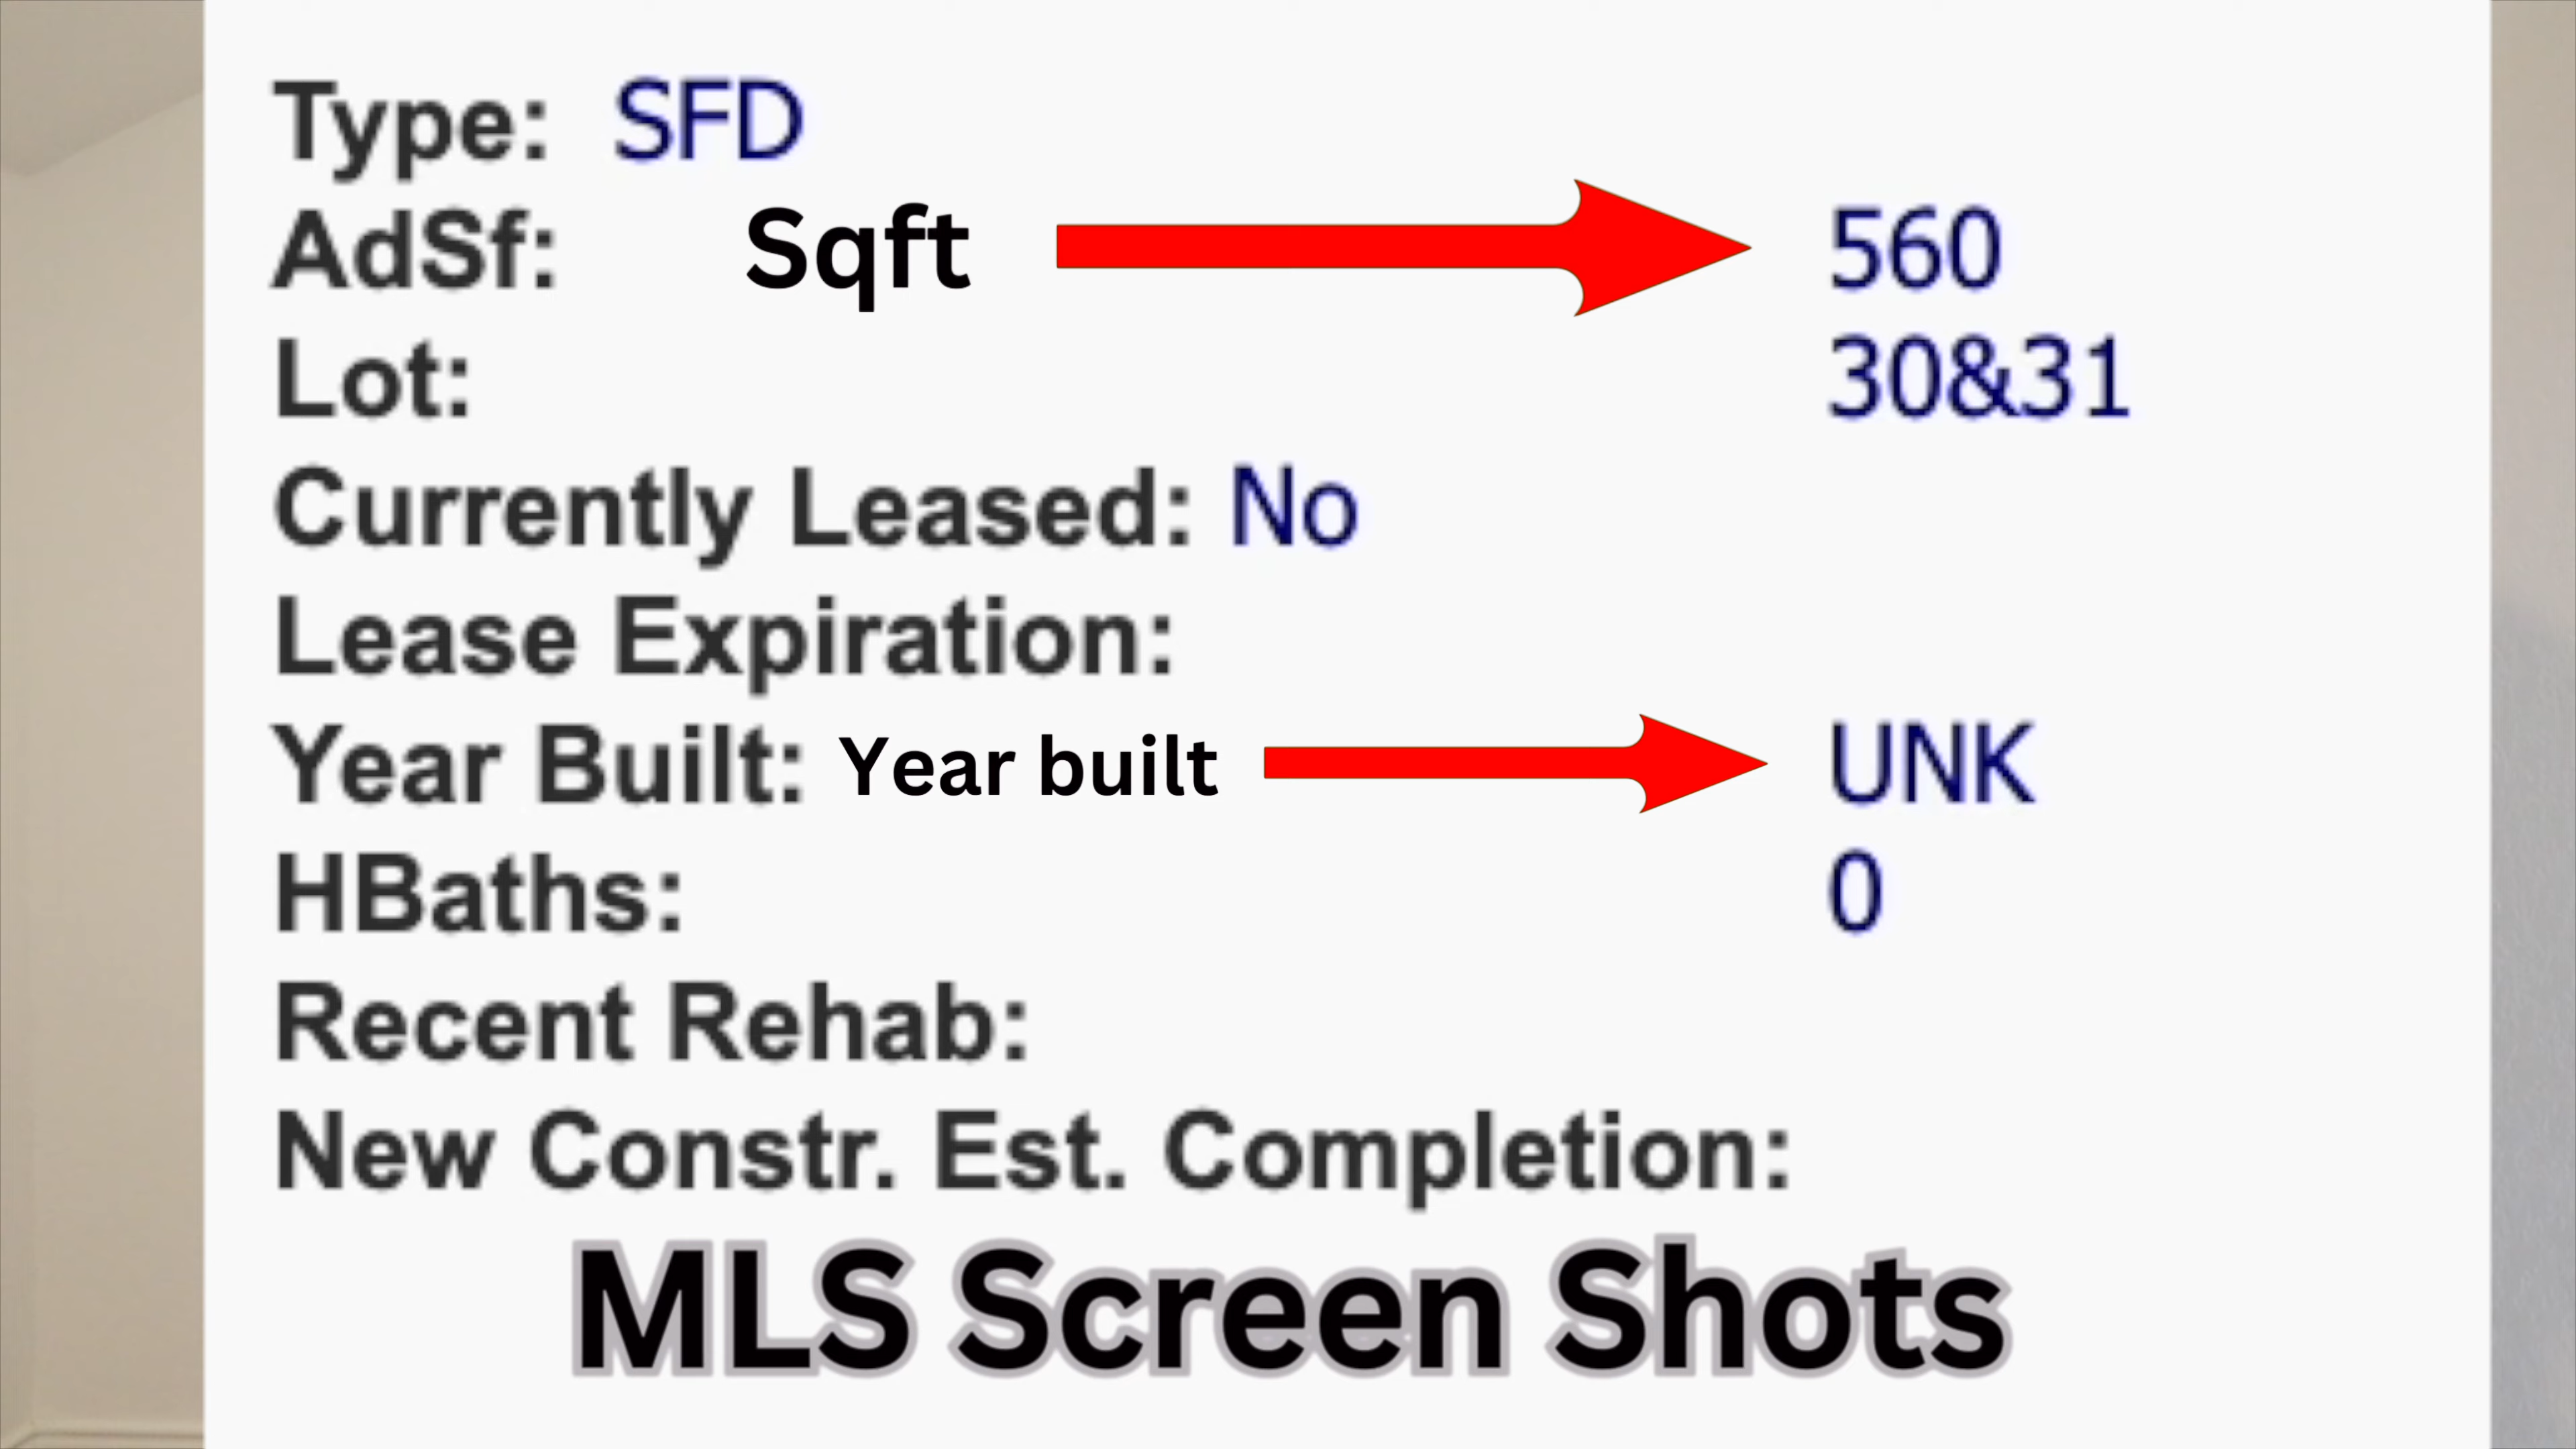 Type: SFD
AdSf: Sqft 560
Lot: 30&31
Currently Leased: No
Lease Expiration:
Year Built: Year built UNK
HBaths: 0
Recent Rehab:
New Constr. Est. Completion:
MLS Screen Shots